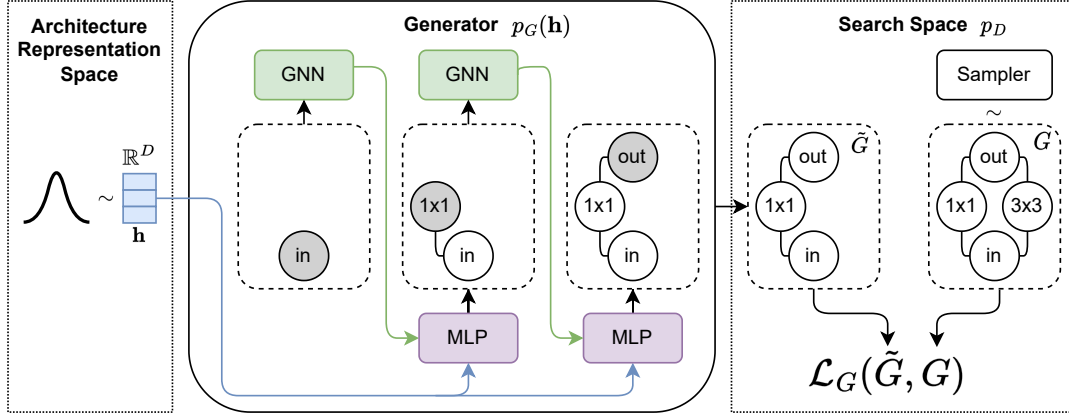 Architecture
Representation
Space
ℝ^D
~
h
Generator p_G(h)
GNN
GNN
in
1x1
in
out
1x1
in
MLP
MLP
Search Space p_D
Sampler
~
G̃
out
1x1
in
G
out
1x1
3x3
in
ℒ_G(G̃, G)